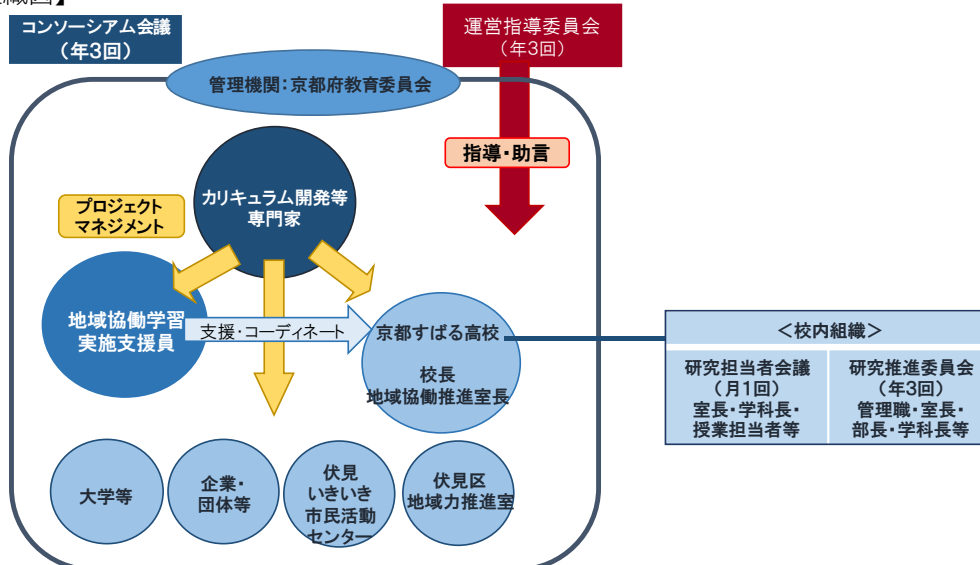 コンソーシアム会議
（年3回）
運営指導委員会
（年3回）
管理機関：京都府教育委員会
指導・助言
カリキュラム開発等
専門家
プロジェクト
マネジメント
地域協働学習
実施支援員
支援・コーディネート
京都すばる高校
校長
地域協働推進室長
＜校内組織＞
研究担当者会議
（月1回）
室長・学科長・
授業担当者等
研究推進委員会
（年3回）
管理職・室長・
部長・学科長等
大学等
企業・
団体等
伏見
いきいき
市民活動
センター
伏見区
地域力推進室